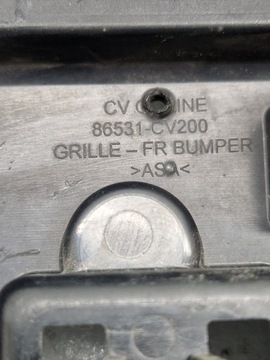 CV
86531-CV200
GRILLE - FR BUMPER
>ASA<